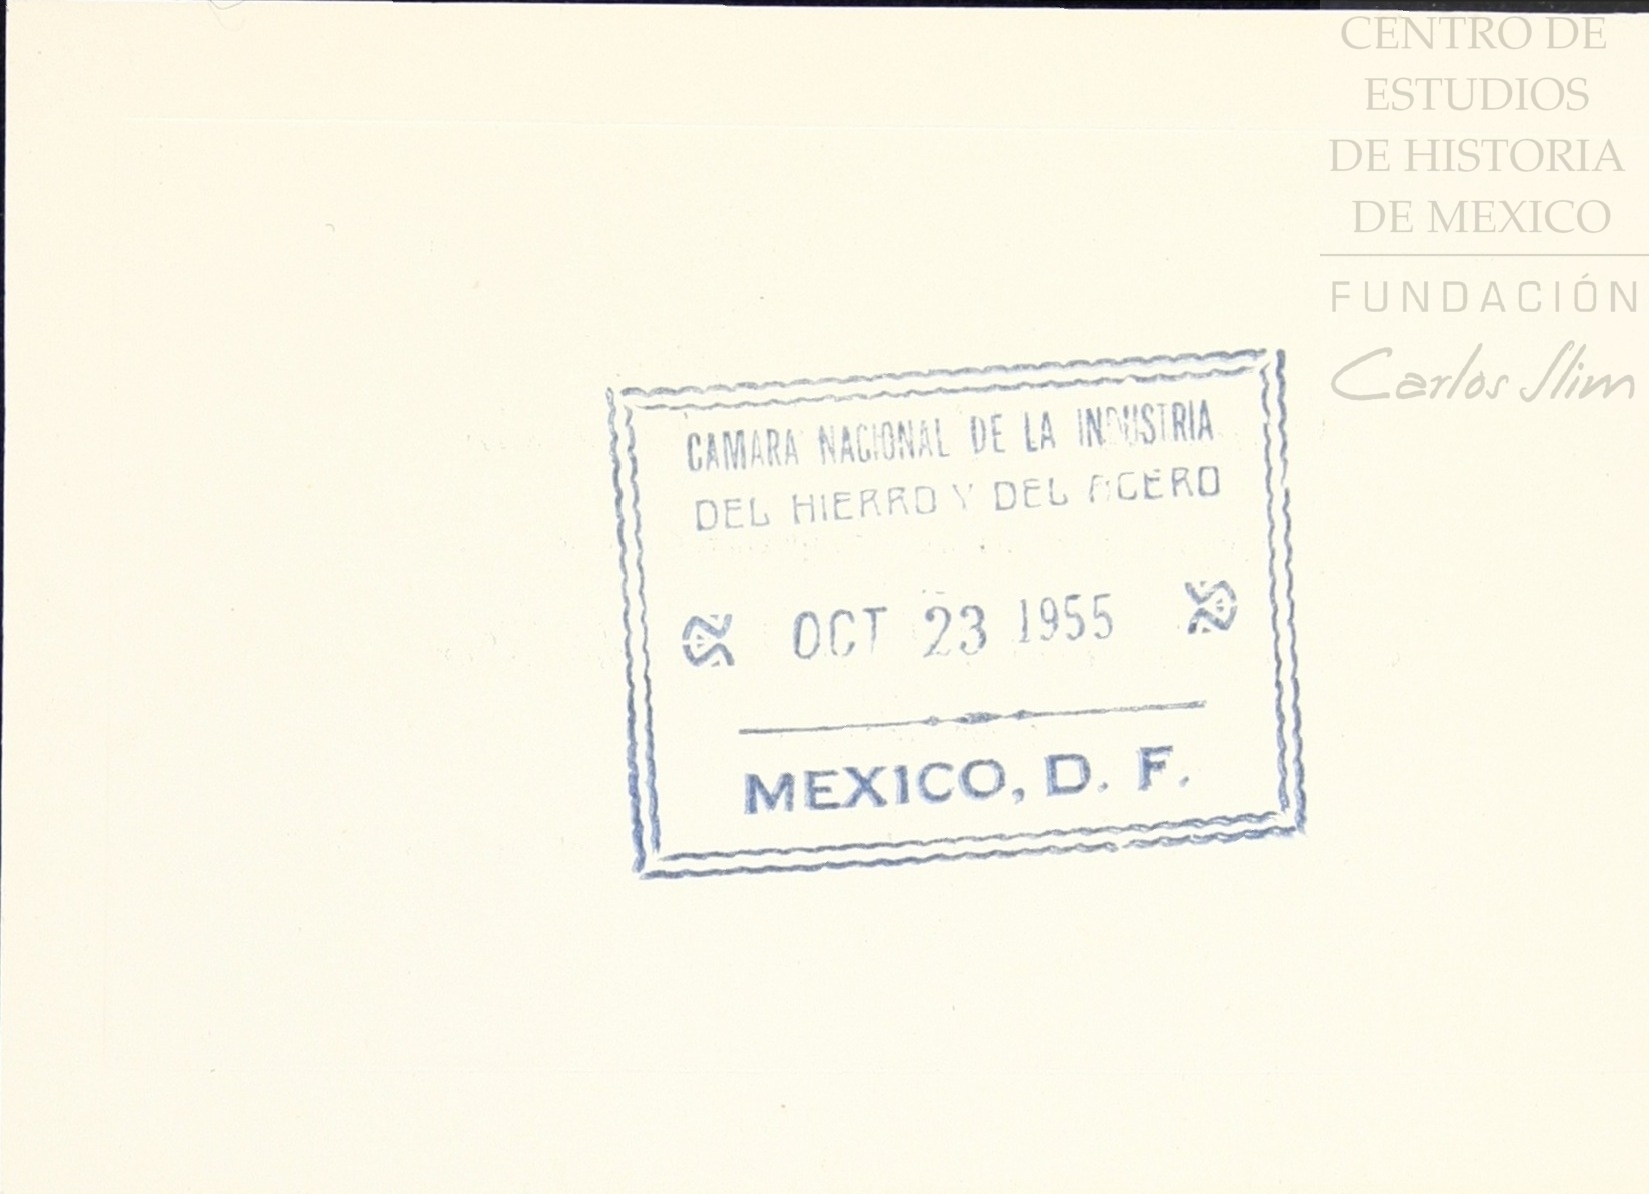 CENTRO DE
ESTUDIOS
DE HISTORIA
DE MEXICO
FUNDACIÓN
Carlos Slim
CAMARA NACIONAL DE LA INDUSTRIA
DEL HIERRO Y DEL ACERO
OCT 23 1955
MEXICO, D. F.